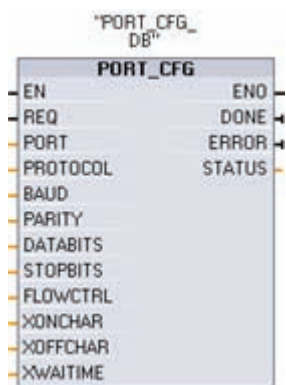 "PORT_CFG_
DB"
PORT_CFG
EN ENO
REQ DONE
PORT ERROR
PROTOCOL STATUS
BAUD
PARITY
DATABITS
STOPBITS
FLOWCTRL
XONCHAR
XOFFCHAR
XWAITIME